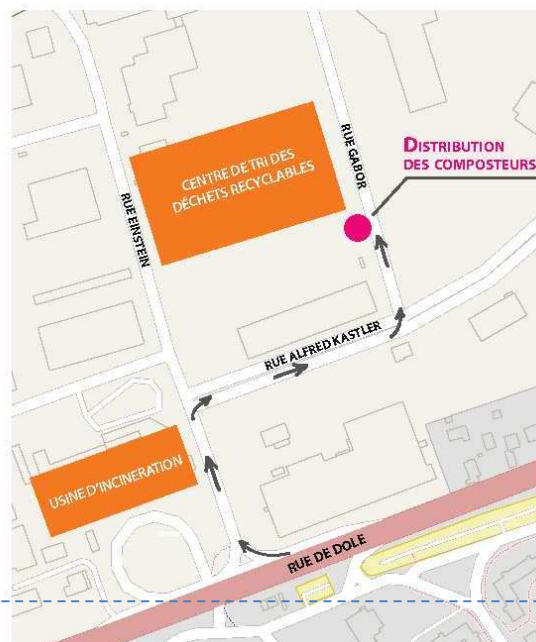 RUE GABOR
DISTRIBUTION
DES COMPOSTEURS
CENTRE DE TRI DES
DÉCHETS RECYCLABLES
RUE EINSTEIN
RUE ALFRED KASTLER
USINE D'INCINERATION
RUE DE DOLE